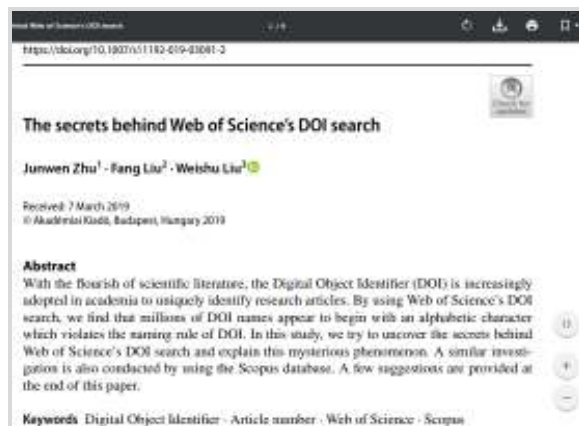 https://doi.org/10.1007/s11192-019-03091-2
The secrets behind Web of Science's DOI search
Junwen Zhu1 · Fang Liu2 · Weishu Liu3
Received: 7 March 2019
© Akadémiai Kiadó, Budapest, Hungary 2019
Abstract
With the flourish of scientific literature, the Digital Object Identifier (DOI) is increasingly
adopted in academia to uniquely identify research articles. By using Web of Science's DOI
search, we find that millions of DOI names appear to begin with an alphabetic character
which violates the naming rule of DOI. In this study, we try to uncover the secrets behind
Web of Science's DOI search and explain this mysterious phenomenon. A similar investi-
gation is also conducted by using the Scopus database. A few suggestions are provided at
the end of this paper.
Keywords Digital Object Identifier · Article number · Web of Science · Scopus